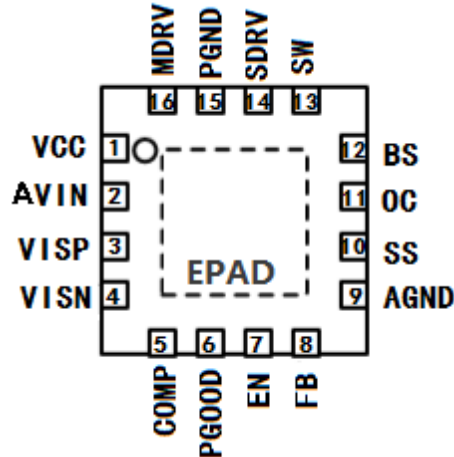 MDRV PGND SDRV SW
16 15 14 13
VCC 1 12 BS
AVIN 2 11 OC
VISP 3 10 SS
EPAD
VISN 4 9 AGND
5 6 7 8
COMP PGOOD EN FB